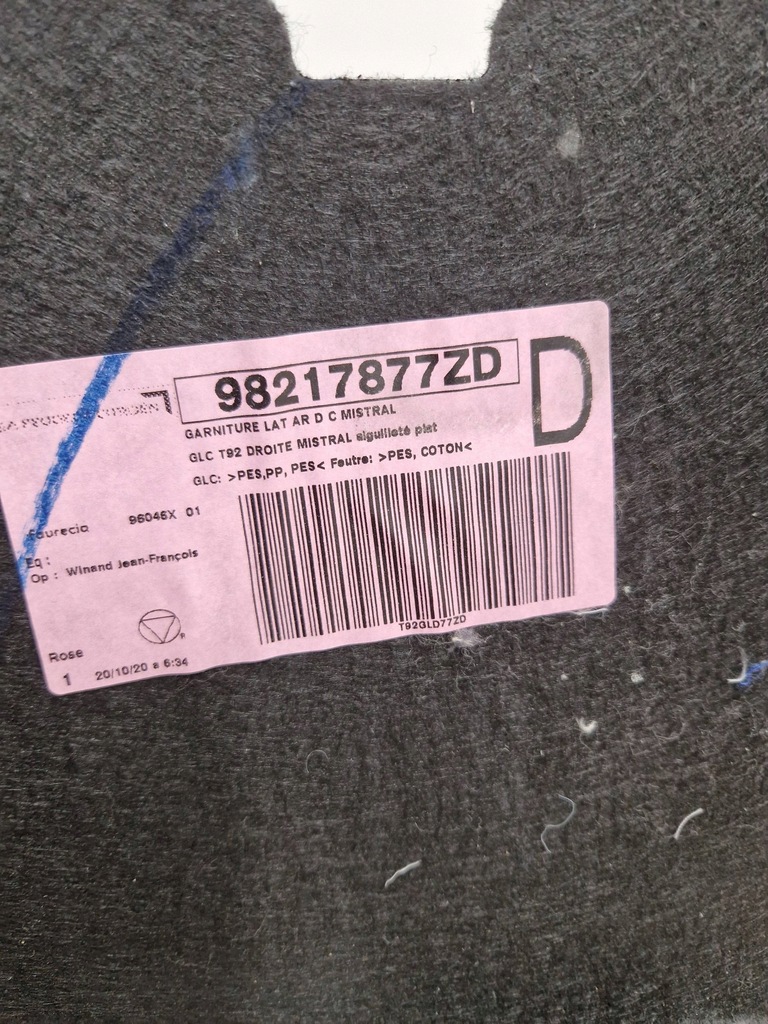 98217877ZD
D
GARNITURE LAT AR D C MISTRAL
GLC T92 DROITE MISTRAL aiguilleté plat
GLC: >PES,PP, PES< Feutre: >PES, COTON<
Faurecia 96046X 01
Eq :
Op : Winand Jean-François
R
T92GLD77ZD
Rose
1 20/10/20 a 6:34